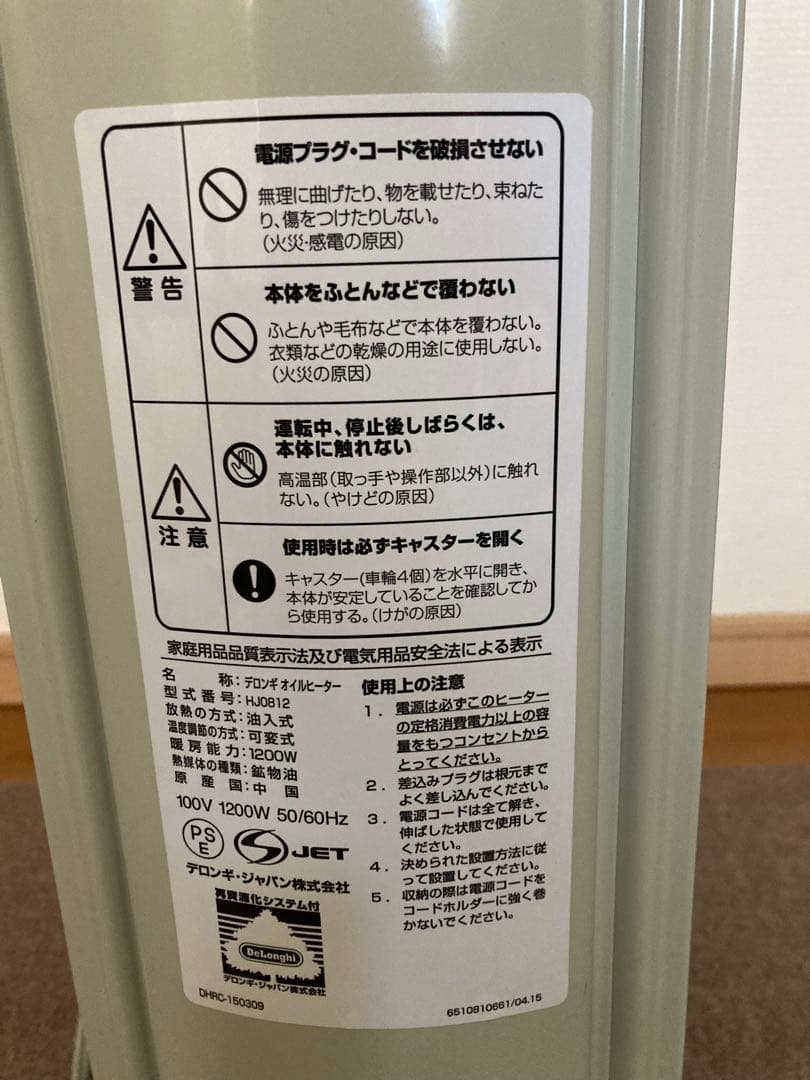 警告
電源プラグ・コードを破損させない
無理に曲げたり、物を載せたり、束ねた
り、傷をつけたりしない。
(火災・感電の原因)
本体をふとんなどで覆わない
ふとんや毛布などで本体を覆わない。
衣類などの乾燥の用途に使用しない。
(火災の原因)
注意
運転中、停止後しばらくは、
本体に触れない
高温部(取っ手や操作部以外)に触れ
ない。(やけどの原因)
使用時は必ずキャスターを開く
キャスター(車輪4個)を水平に開き、
本体が安定していることを確認してか
ら使用する。(けがの原因)
家庭用品品質表示法及び電気用品安全法による表示
名称:デロンギ オイルヒーター
型式番号:HJ0812
放熱の方式:油入式
温度調節の方式:可変式
暖房能力:1200W
熱媒体の種類:鉱物油
原産国:中国
100V 1200W 50/60Hz
PS
E
JET
デロンギ・ジャパン株式会社
再資源化システム付
DeLonghi
デロンギ・ジャパン株式会社
DHRC-150309
使用上の注意
1. 電源は必ずこのヒーター
の定格消費電力以上の容
量をもつコンセントから
とってください。
2. 差込みプラグは根元まで
よく差し込んでください。
3. 電源コードは全て解き、
伸ばした状態で使用して
ください。
4. 決められた設置方法に従
って設置してください。
5. 収納の際は電源コードを
コードホルダーに強く巻
かないでください。
6510810661/04.15